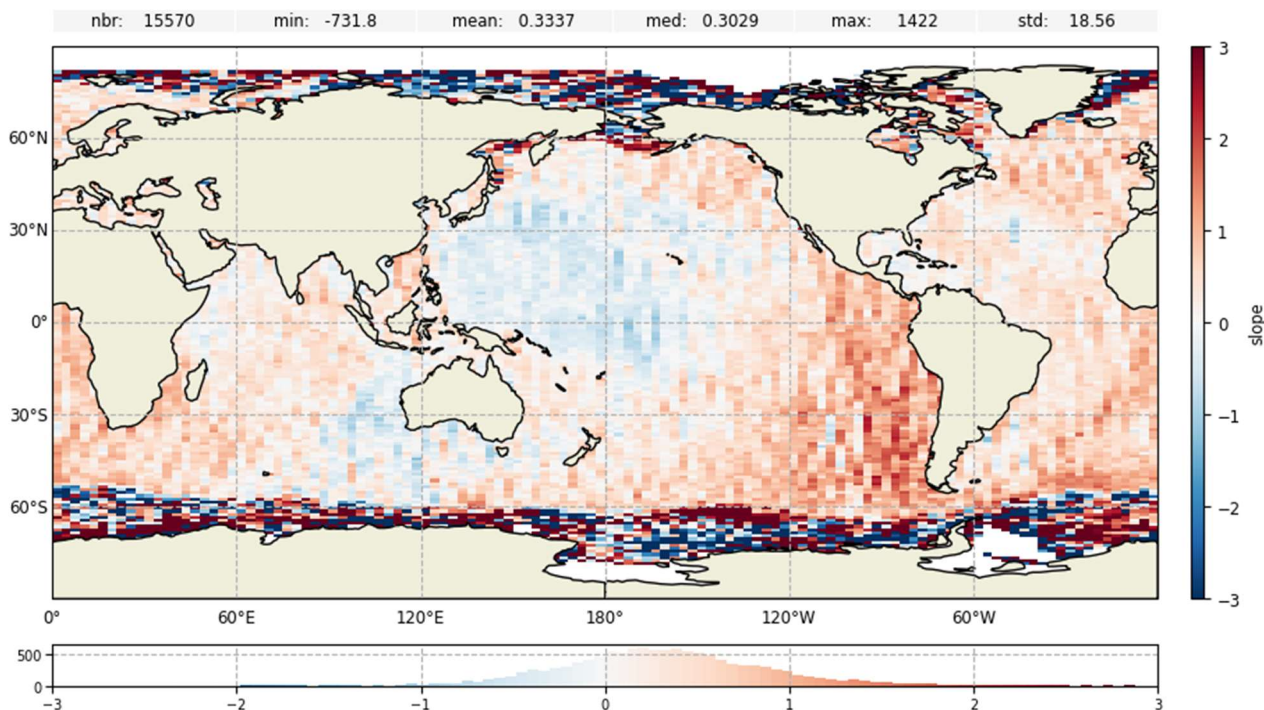 nbr: 15570 min: -731.8 mean: 0.3337 med: 0.3029 max: 1422 std: 18.56
3
60°N
2
30°N
1
0°
0
slope
30°S
−1
60°S
−2
−3
0° 60°E 120°E 180° 120°W 60°W
500
0
−3 −2 −1 0 1 2 3